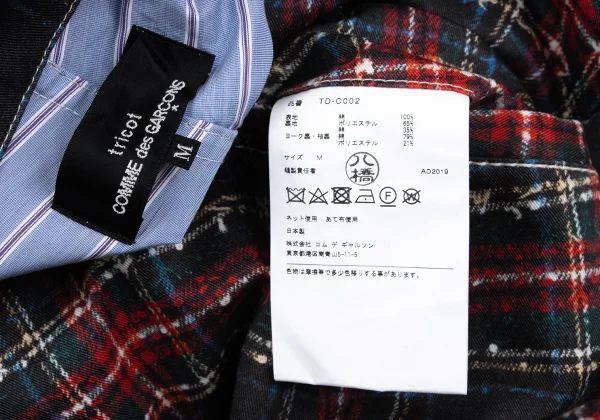 tricot
COMME des GARÇONS
M
品番 TD-C002
表地 綿 100%
裏地 ポリエステル 65%
綿 35%
ヨーク裏・袖裏 綿 79%
ポリエステル 21%
サイズ M
八橋
縫製責任者 AD2019
F W
ネット使用 あて布使用
日本製
株式会社 コム デ ギャルソン
東京都港区南青山5-11-5
色物は摩擦等で多少色移りする事があります。